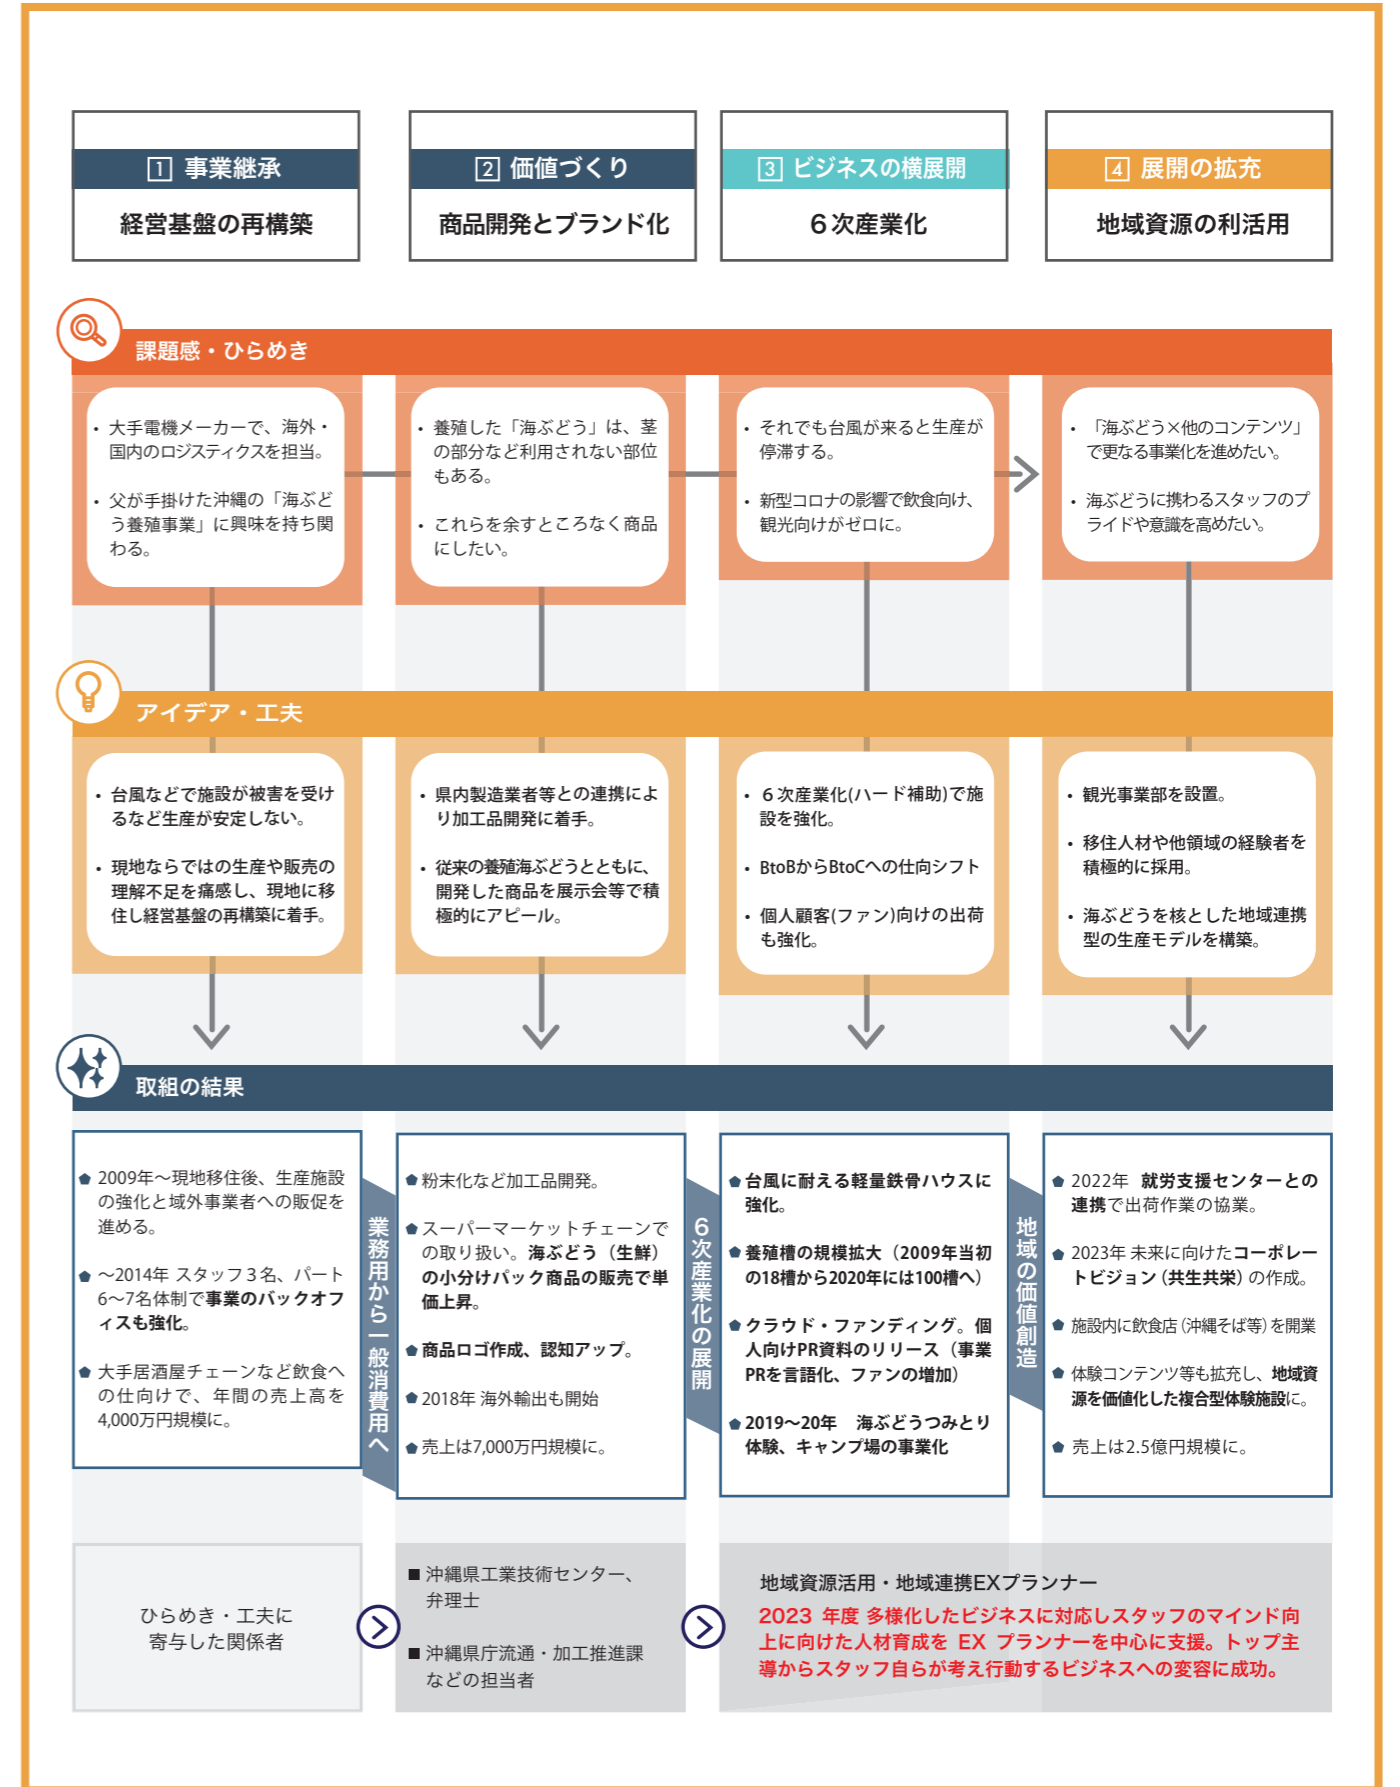 1 事業継承
経営基盤の再構築
2 価値づくり
商品開発とブランド化
3 ビジネスの横展開
６次産業化
4 展開の拡充
地域資源の利活用
課題感・ひらめき
・ 大手電機メーカーで、海外・
国内のロジスティクスを担当。
・ 父が手掛けた沖縄の「海ぶど
う養殖事業」に興味を持ち関
わる。
・ 養殖した「海ぶどう」は、茎
の部分など利用されない部位
もある。
・ これらを余すところなく商品
にしたい。
・ それでも台風が来ると生産が
停滞する。
・ 新型コロナの影響で飲食向け、
観光向けがゼロに。
・ 「海ぶどう×他のコンテンツ」
で更なる事業化を進めたい。
・ 海ぶどうに携わるスタッフのプ
ライドや意識を高めたい。
アイデア・工夫
・ 台風などで施設が被害を受け
るなど生産が安定しない。
・ 現地ならではの生産や販売の
理解不足を痛感し、現地に移
住し経営基盤の再構築に着手。
・ 県内製造業者等との連携によ
り加工品開発に着手。
・ 従来の養殖海ぶどうとともに、
開発した商品を展示会等で積
極的にアピール。
・ ６次産業化(ハード補助)で施
設を強化。
・ BtoBからBtoCへの仕向シフト
・ 個人顧客(ファン)向けの出荷
も強化。
・ 観光事業部を設置。
・ 移住人材や他領域の経験者を
積極的に採用。
・ 海ぶどうを核とした地域連携
型の生産モデルを構築。
取組の結果
2009年～現地移住後、生産施設
の強化と域外事業者への販促を
進める。
～2014年 スタッフ３名、パート
6～7名体制で事業のバックオフ
ィスも強化。
大手居酒屋チェーンなど飲食へ
の仕向けで、年間の売上高を
4,000万円規模に。
業務用から一般消費用へ
粉末化など加工品開発。
スーパーマーケットチェーンで
の取り扱い。海ぶどう（生鮮）
の小分けパック商品の販売で単
価上昇。
商品ロゴ作成、認知アップ。
2018年 海外輸出も開始
売上は7,000万円規模に。
６次産業化の展開
台風に耐える軽量鉄骨ハウスに
強化。
養殖槽の規模拡大（2009年当初
の18槽から2020年には100槽へ）
クラウド・ファンディング。個
人向けPR資料のリリース（事業
PRを言語化、ファンの増加）
2019～20年　海ぶどうつみとり
体験、キャンプ場の事業化
地域の価値創造
2022年 就労支援センターとの
連携で出荷作業の協業。
2023年 未来に向けたコーポレー
トビジョン（共生共栄）の作成。
施設内に飲食店（沖縄そば等）を開業
体験コンテンツ等も拡充し、地域資
源を価値化した複合型体験施設に。
売上は2.5億円規模に。
ひらめき・工夫に
寄与した関係者
■ 沖縄県工業技術センター、
弁理士
■ 沖縄県庁流通・加工推進課
などの担当者
地域資源活用・地域連携EXプランナー
2023 年度 多様化したビジネスに対応しスタッフのマインド向
上に向けた人材育成を EX プランナーを中心に支援。トップ主
導からスタッフ自らが考え行動するビジネスへの変容に成功。